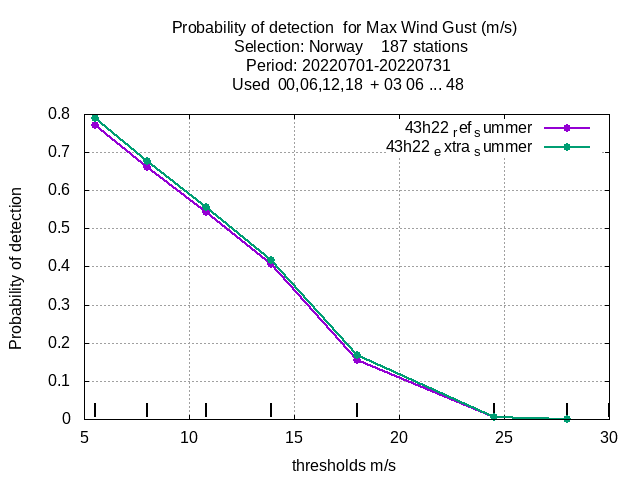 Probability of detection  for Max Wind Gust (m/s)
Selection: Norway    187 stations
Period: 20220701-20220731
Used  00,06,12,18  + 03 06 ... 48
43h22 ref summer
43h22 extra summer
Probability of detection
0.8
0.7
0.6
0.5
0.4
0.3
0.2
0.1
0
5 10 15 20 25 30
thresholds m/s